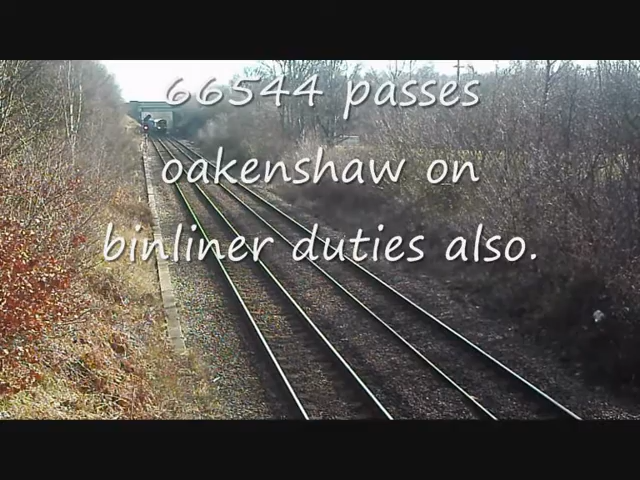 66544 passes
oakenshaw on
binliner duties also.